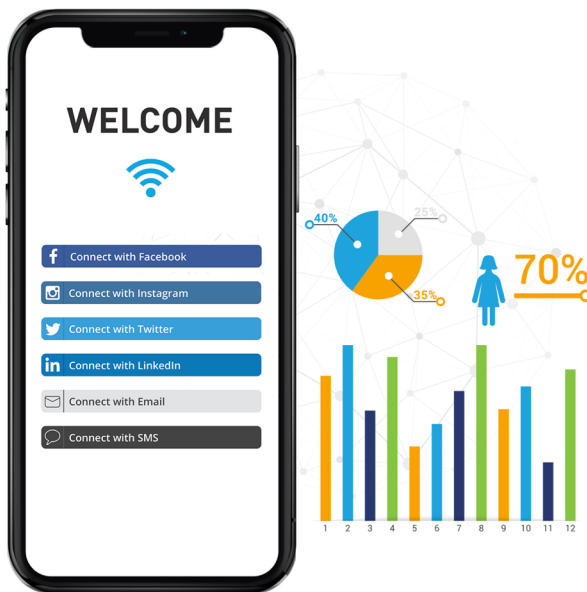 WELCOME
f Connect with Facebook
Connect with Instagram
Connect with Twitter
in Connect with LinkedIn
Connect with Email
Connect with SMS
40%
25%
35%
70%
1 2 3 4 5 6 7 8 9 10 11 12